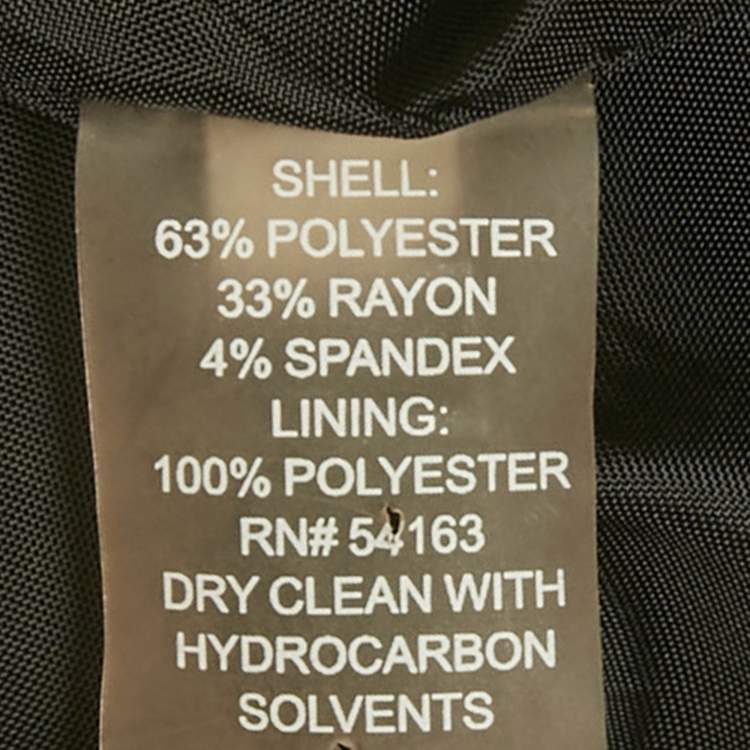 SHELL:
63% POLYESTER
33% RAYON
4% SPANDEX
LINING:
100% POLYESTER
RN# 54163
DRY CLEAN WITH
HYDROCARBON
SOLVENTS